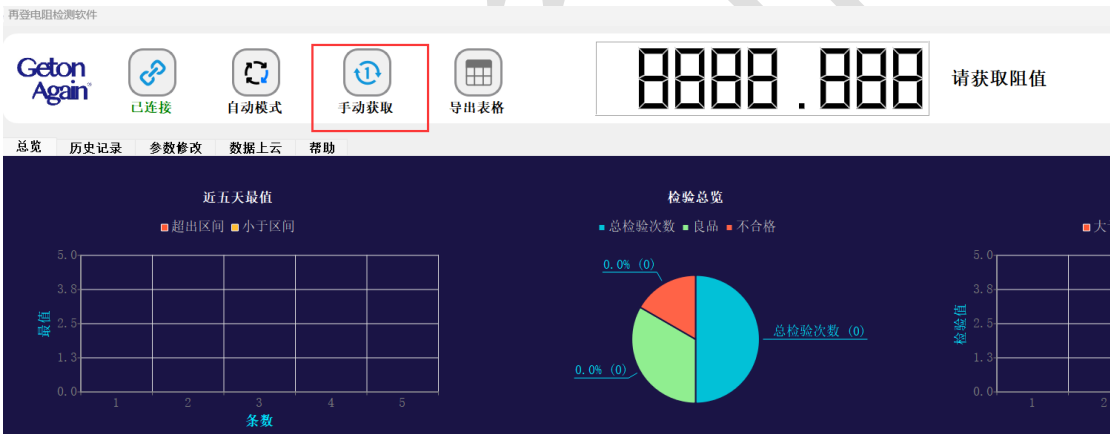 再登电阻检测软件
Geton
Again
已连接
自动模式
手动获取
导出表格
8888.888
请获取阻值
总览 历史记录 参数修改 数据上云 帮助
近五天最值
超出区间 小于区间
5.0
3.8
2.5
1.3
0.0
最值
1 2 3 4 5
条数
检验总览
总检验次数 良品 不合格
0.0% (0)
总检验次数 (0)
0.0% (0)
5.0
3.8
2.5
1.3
0.0
检验值
1 2